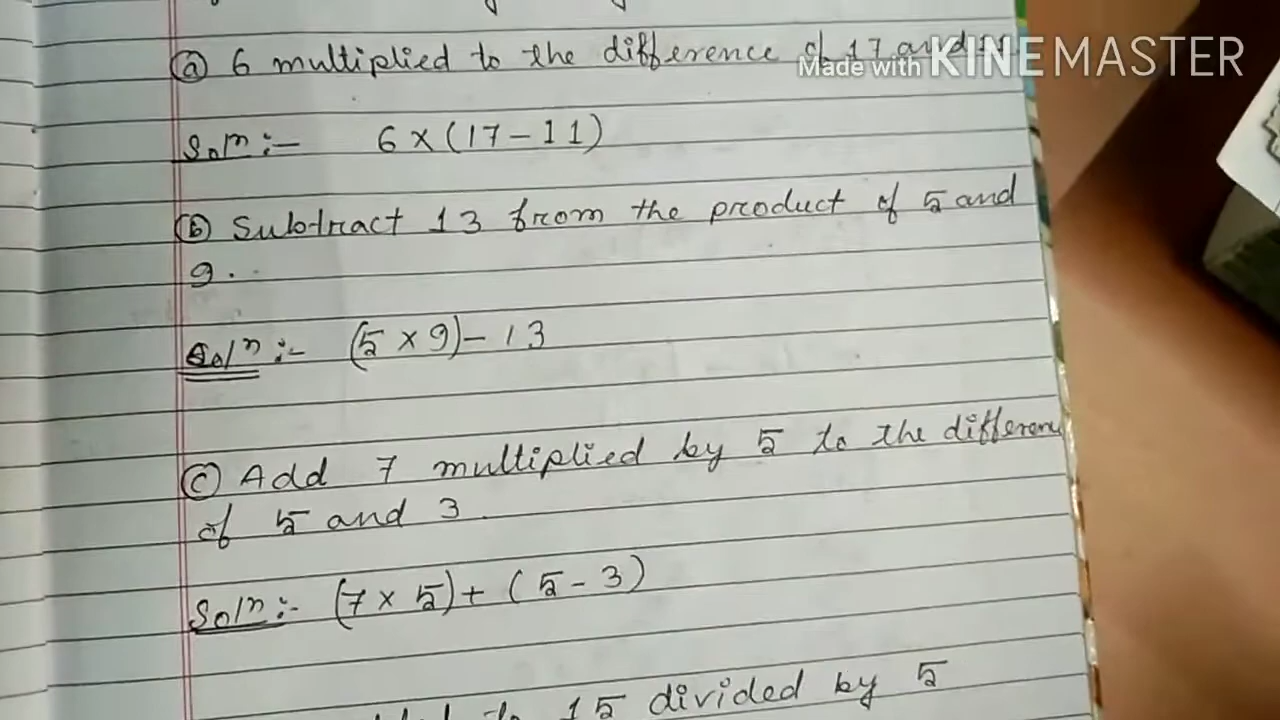 ⓐ 6 multiplied to the difference of 17 and
Made with KINEMASTER
Solⁿ :- 6 × (17 - 11)
ⓑ Subtract 13 from the product of 5 and
9.
Solⁿ :- (5 × 9) - 13
ⓒ Add 7 multiplied by 5 to the differen
of 5 and 3
Solⁿ :- (7 × 5) + (5 - 3)
to 15 divided by 5